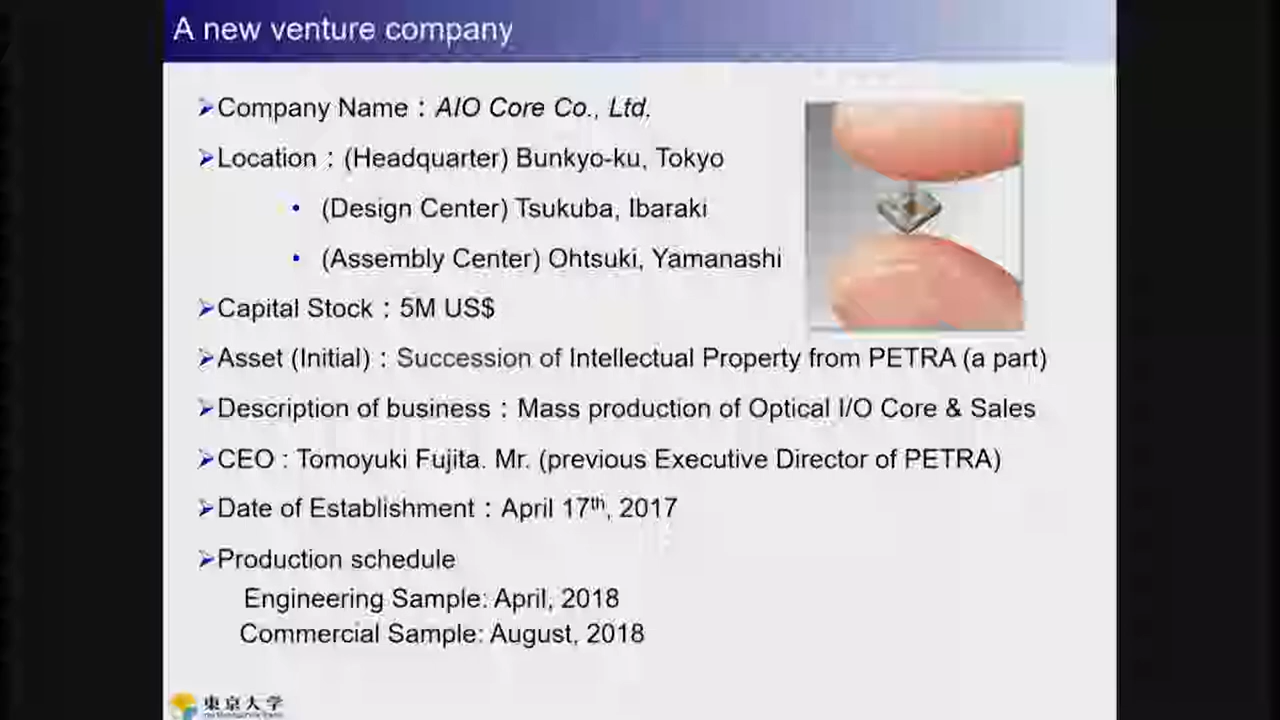 A new venture company
Company Name：AIO Core Co., Ltd.
Location：(Headquarter) Bunkyo-ku, Tokyo
• (Design Center) Tsukuba, Ibaraki
• (Assembly Center) Ohtsuki, Yamanashi
Capital Stock：5M US$
Asset (Initial)：Succession of Intellectual Property from PETRA (a part)
Description of business：Mass production of Optical I/O Core & Sales
CEO : Tomoyuki Fujita. Mr. (previous Executive Director of PETRA)
Date of Establishment：April 17th, 2017
Production schedule
Engineering Sample: April, 2018
Commercial Sample: August, 2018
東京大学